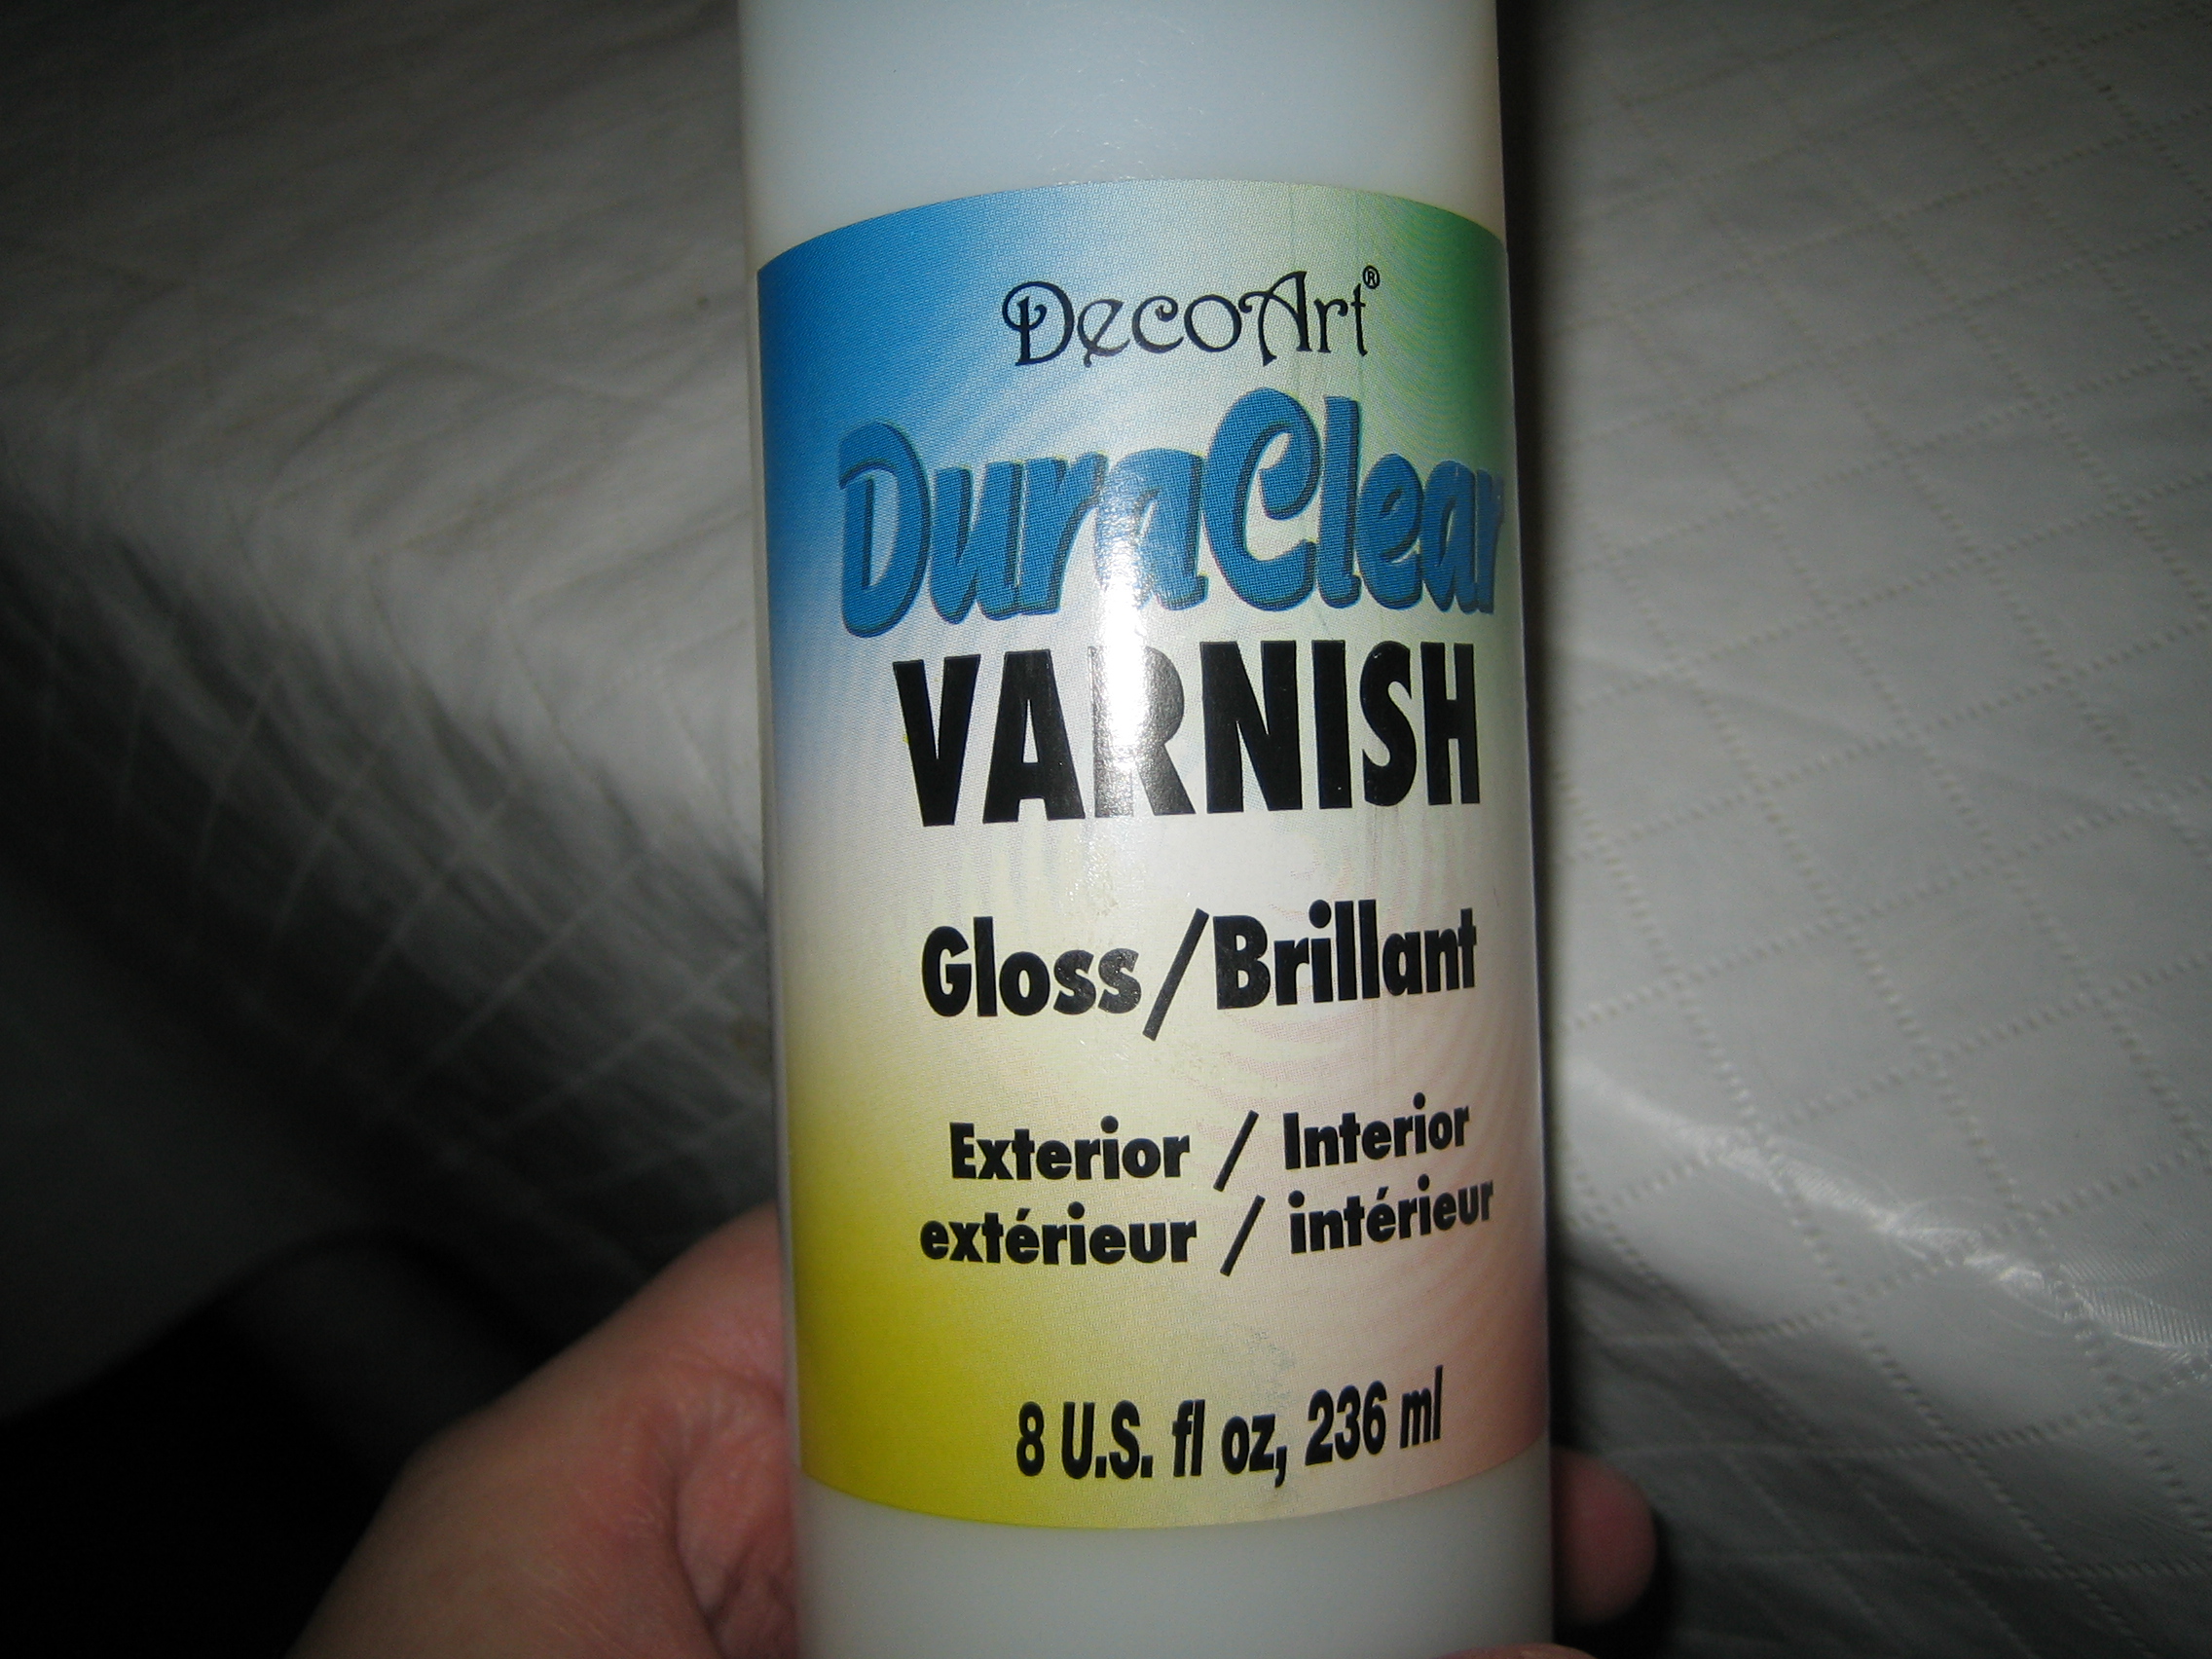 DecoArt®
DuraClear
VARNISH
Gloss/Brillant
Exterior / Interior
extérieur / intérieur
8 U.S. fl oz, 236 ml